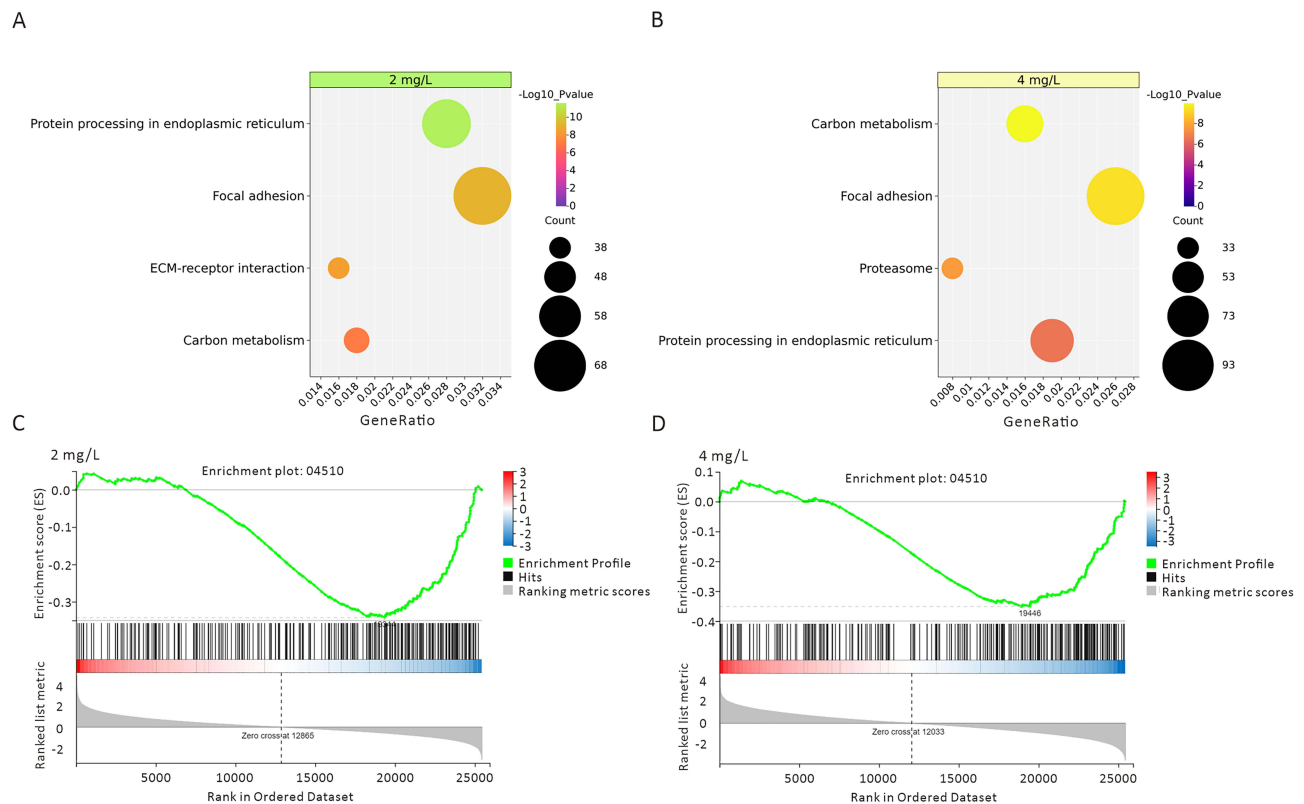 A
2 mg/L
Protein processing in endoplasmic reticulum
Focal adhesion
ECM-receptor interaction
Carbon metabolism
0.014 0.016 0.018 0.02 0.022 0.024 0.026 0.028 0.03 0.032 0.034
GeneRatio
-Log10_Pvalue
10
8
6
4
2
0
Count
38
48
58
68
B
4 mg/L
Carbon metabolism
Focal adhesion
Proteasome
Protein processing in endoplasmic reticulum
0.008 0.01 0.012 0.014 0.016 0.018 0.02 0.022 0.024 0.026 0.028
GeneRatio
-Log10_Pvalue
8
6
4
2
0
Count
33
53
73
93
C
2 mg/L
Enrichment plot: 04510
Enrichment score (ES)
0.0
-0.1
-0.2
-0.3
3
2
1
0
-1
-2
-3
Enrichment Profile
Hits
Ranking metric scores
Ranked list metric
4
2
0
-2
Zero cross at 12865
5000 10000 15000 20000 25000
Rank in Ordered Dataset
D
4 mg/L
Enrichment plot: 04510
Enrichment score (ES)
0.1
0.0
-0.1
-0.2
-0.3
-0.4
19446
3
2
1
0
-1
-2
-3
Enrichment Profile
Hits
Ranking metric scores
Ranked list metric
4
2
0
-2
Zero cross at 12033
5000 10000 15000 20000 25000
Rank in Ordered Dataset